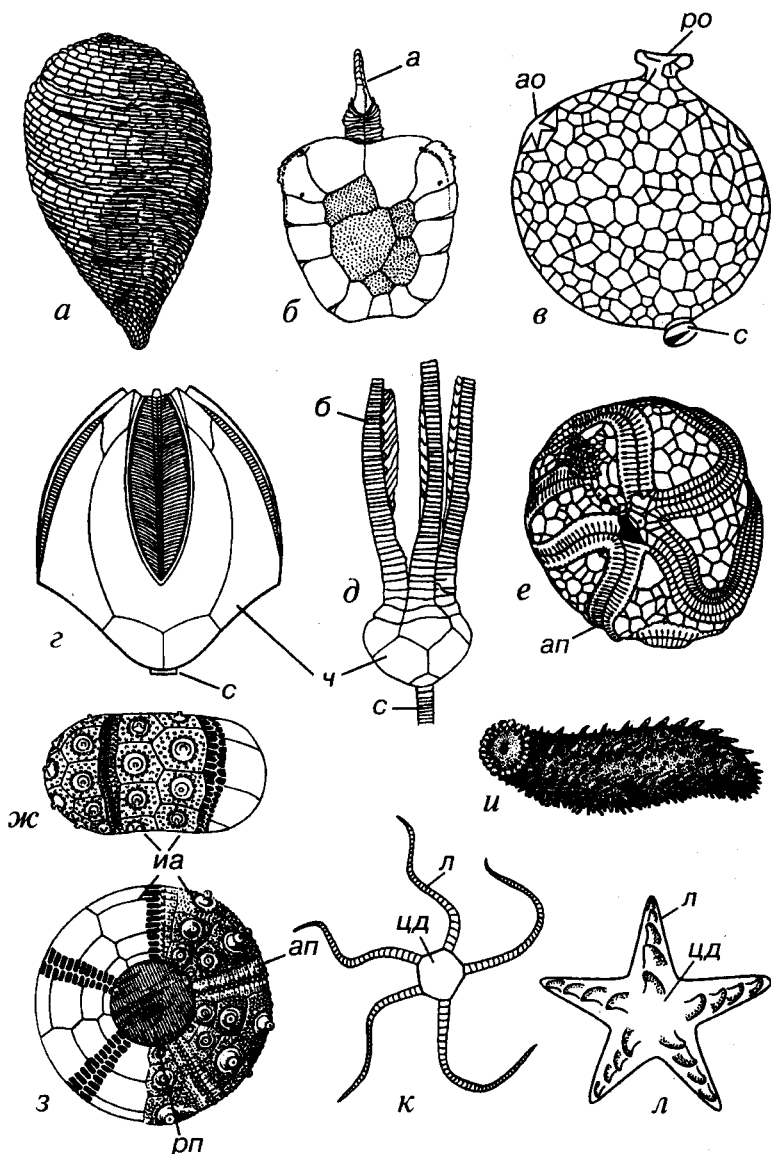 а
ро
ао
а
б
в
с
б
г
д
е
ап
ч
с
с
ж
и
иа
л
цд
ап
л
цд
з
рп
к
л